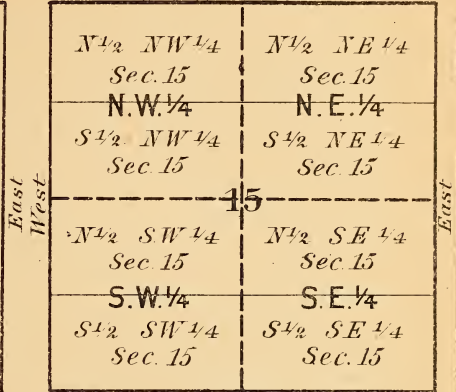 N½ NW¼
Sec. 15
N.W.¼
S½ NW¼
Sec. 15
N½ NE¼
Sec. 15
N.E.¼
S½ NE¼
Sec. 15
15
East
West
East
N½ SW¼
Sec. 15
S.W.¼
S½ SW¼
Sec. 15
N½ SE¼
Sec. 15
S.E.¼
S½ SE¼
Sec. 15